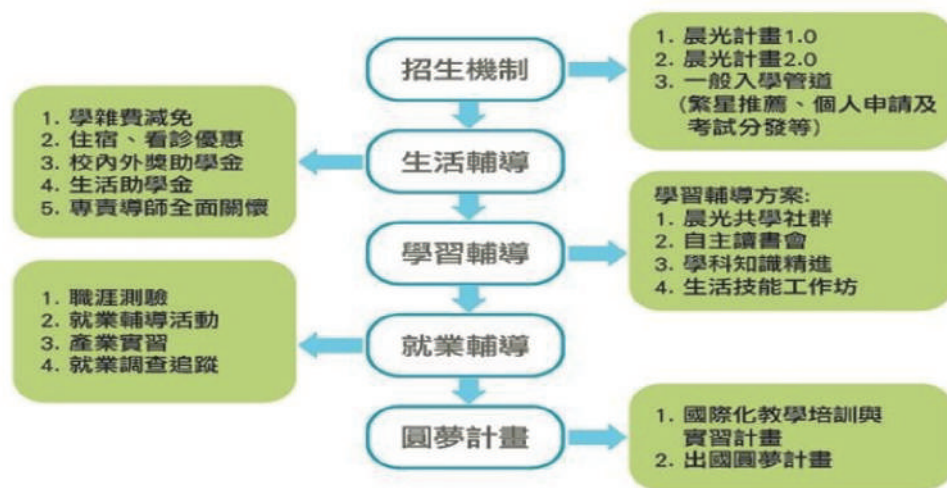 招生機制
1. 晨光計畫1.0
2. 晨光計畫2.0
3. 一般入學管道
(繁星推薦、個人申請及
考試分發等)
生活輔導
1. 學雜費減免
2. 住宿、看診優惠
3. 校內外獎助學金
4. 生活助學金
5. 專責導師全面關懷
學習輔導
學習輔導方案:
1. 晨光共學社群
2. 自主讀書會
3. 學科知識精進
4. 生活技能工作坊
就業輔導
1. 職涯測驗
2. 就業輔導活動
3. 產業實習
4. 就業調查追蹤
圓夢計畫
1. 國際化教學培訓與
實習計畫
2. 出國圓夢計畫